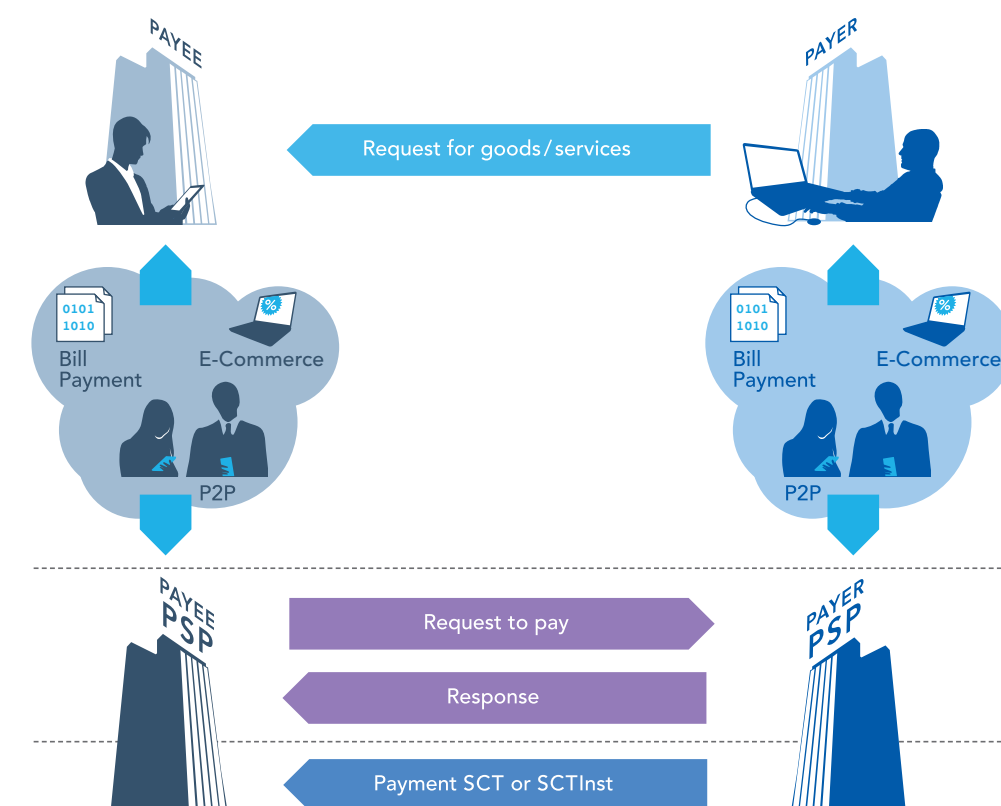 PAYEE
PAYER
Request for goods/services
0101
1010
%
Bill
Payment
E-Commerce
P2P
0101
1010
%
Bill
Payment
E-Commerce
P2P
PAYEE
PSP
PAYER
PSP
Request to pay
Response
Payment SCT or SCTInst